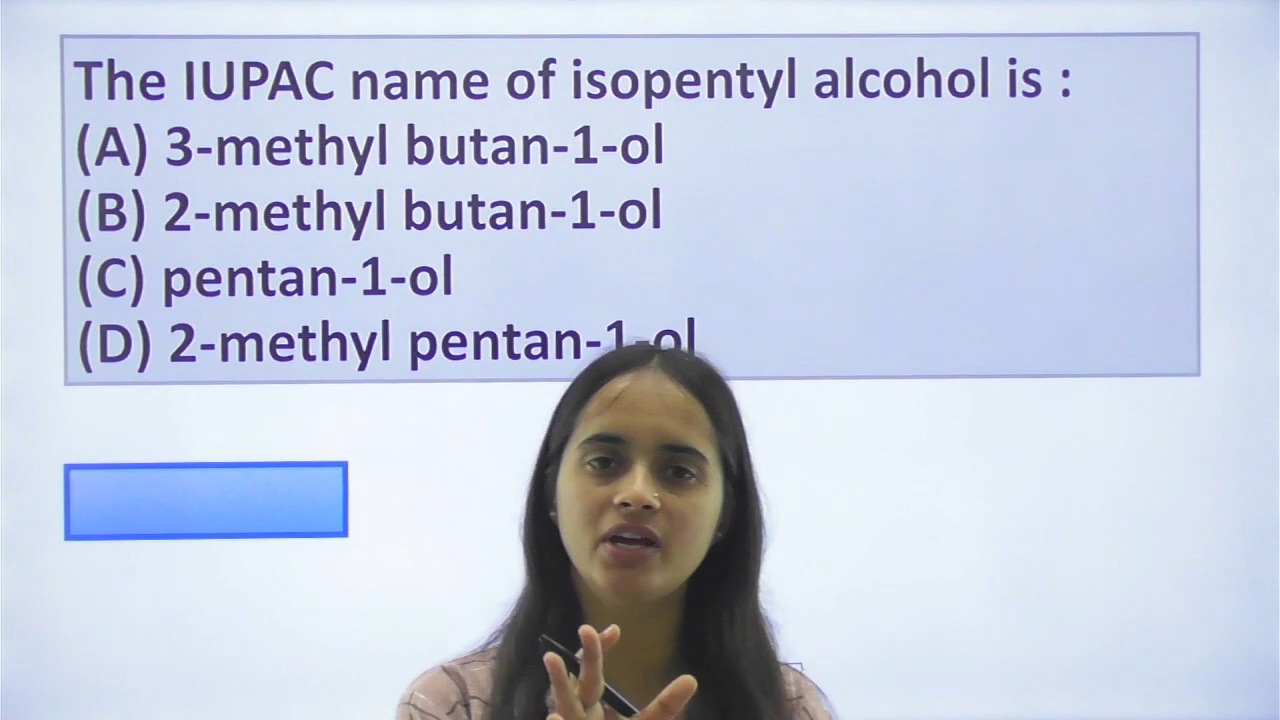 The IUPAC name of isopentyl alcohol is :
(A) 3-methyl butan-1-ol
(B) 2-methyl butan-1-ol
(C) pentan-1-ol
(D) 2-methyl pentan-1-ol